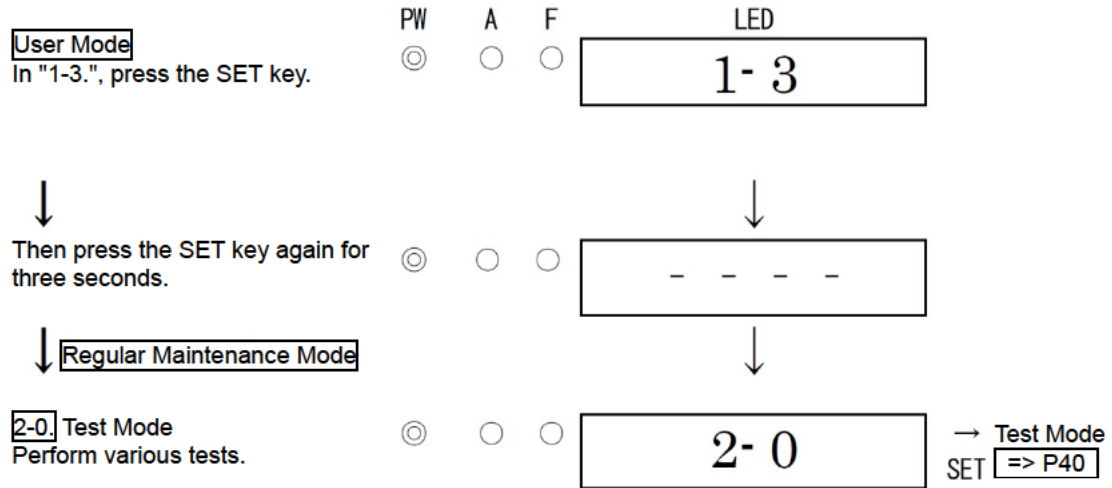 PW A F LED
User Mode
In "1-3.", press the SET key.
1- 3
Then press the SET key again for
three seconds.
- - - -
Regular Maintenance Mode
2-0. Test Mode
Perform various tests.
2- 0
→ Test Mode
SET => P40